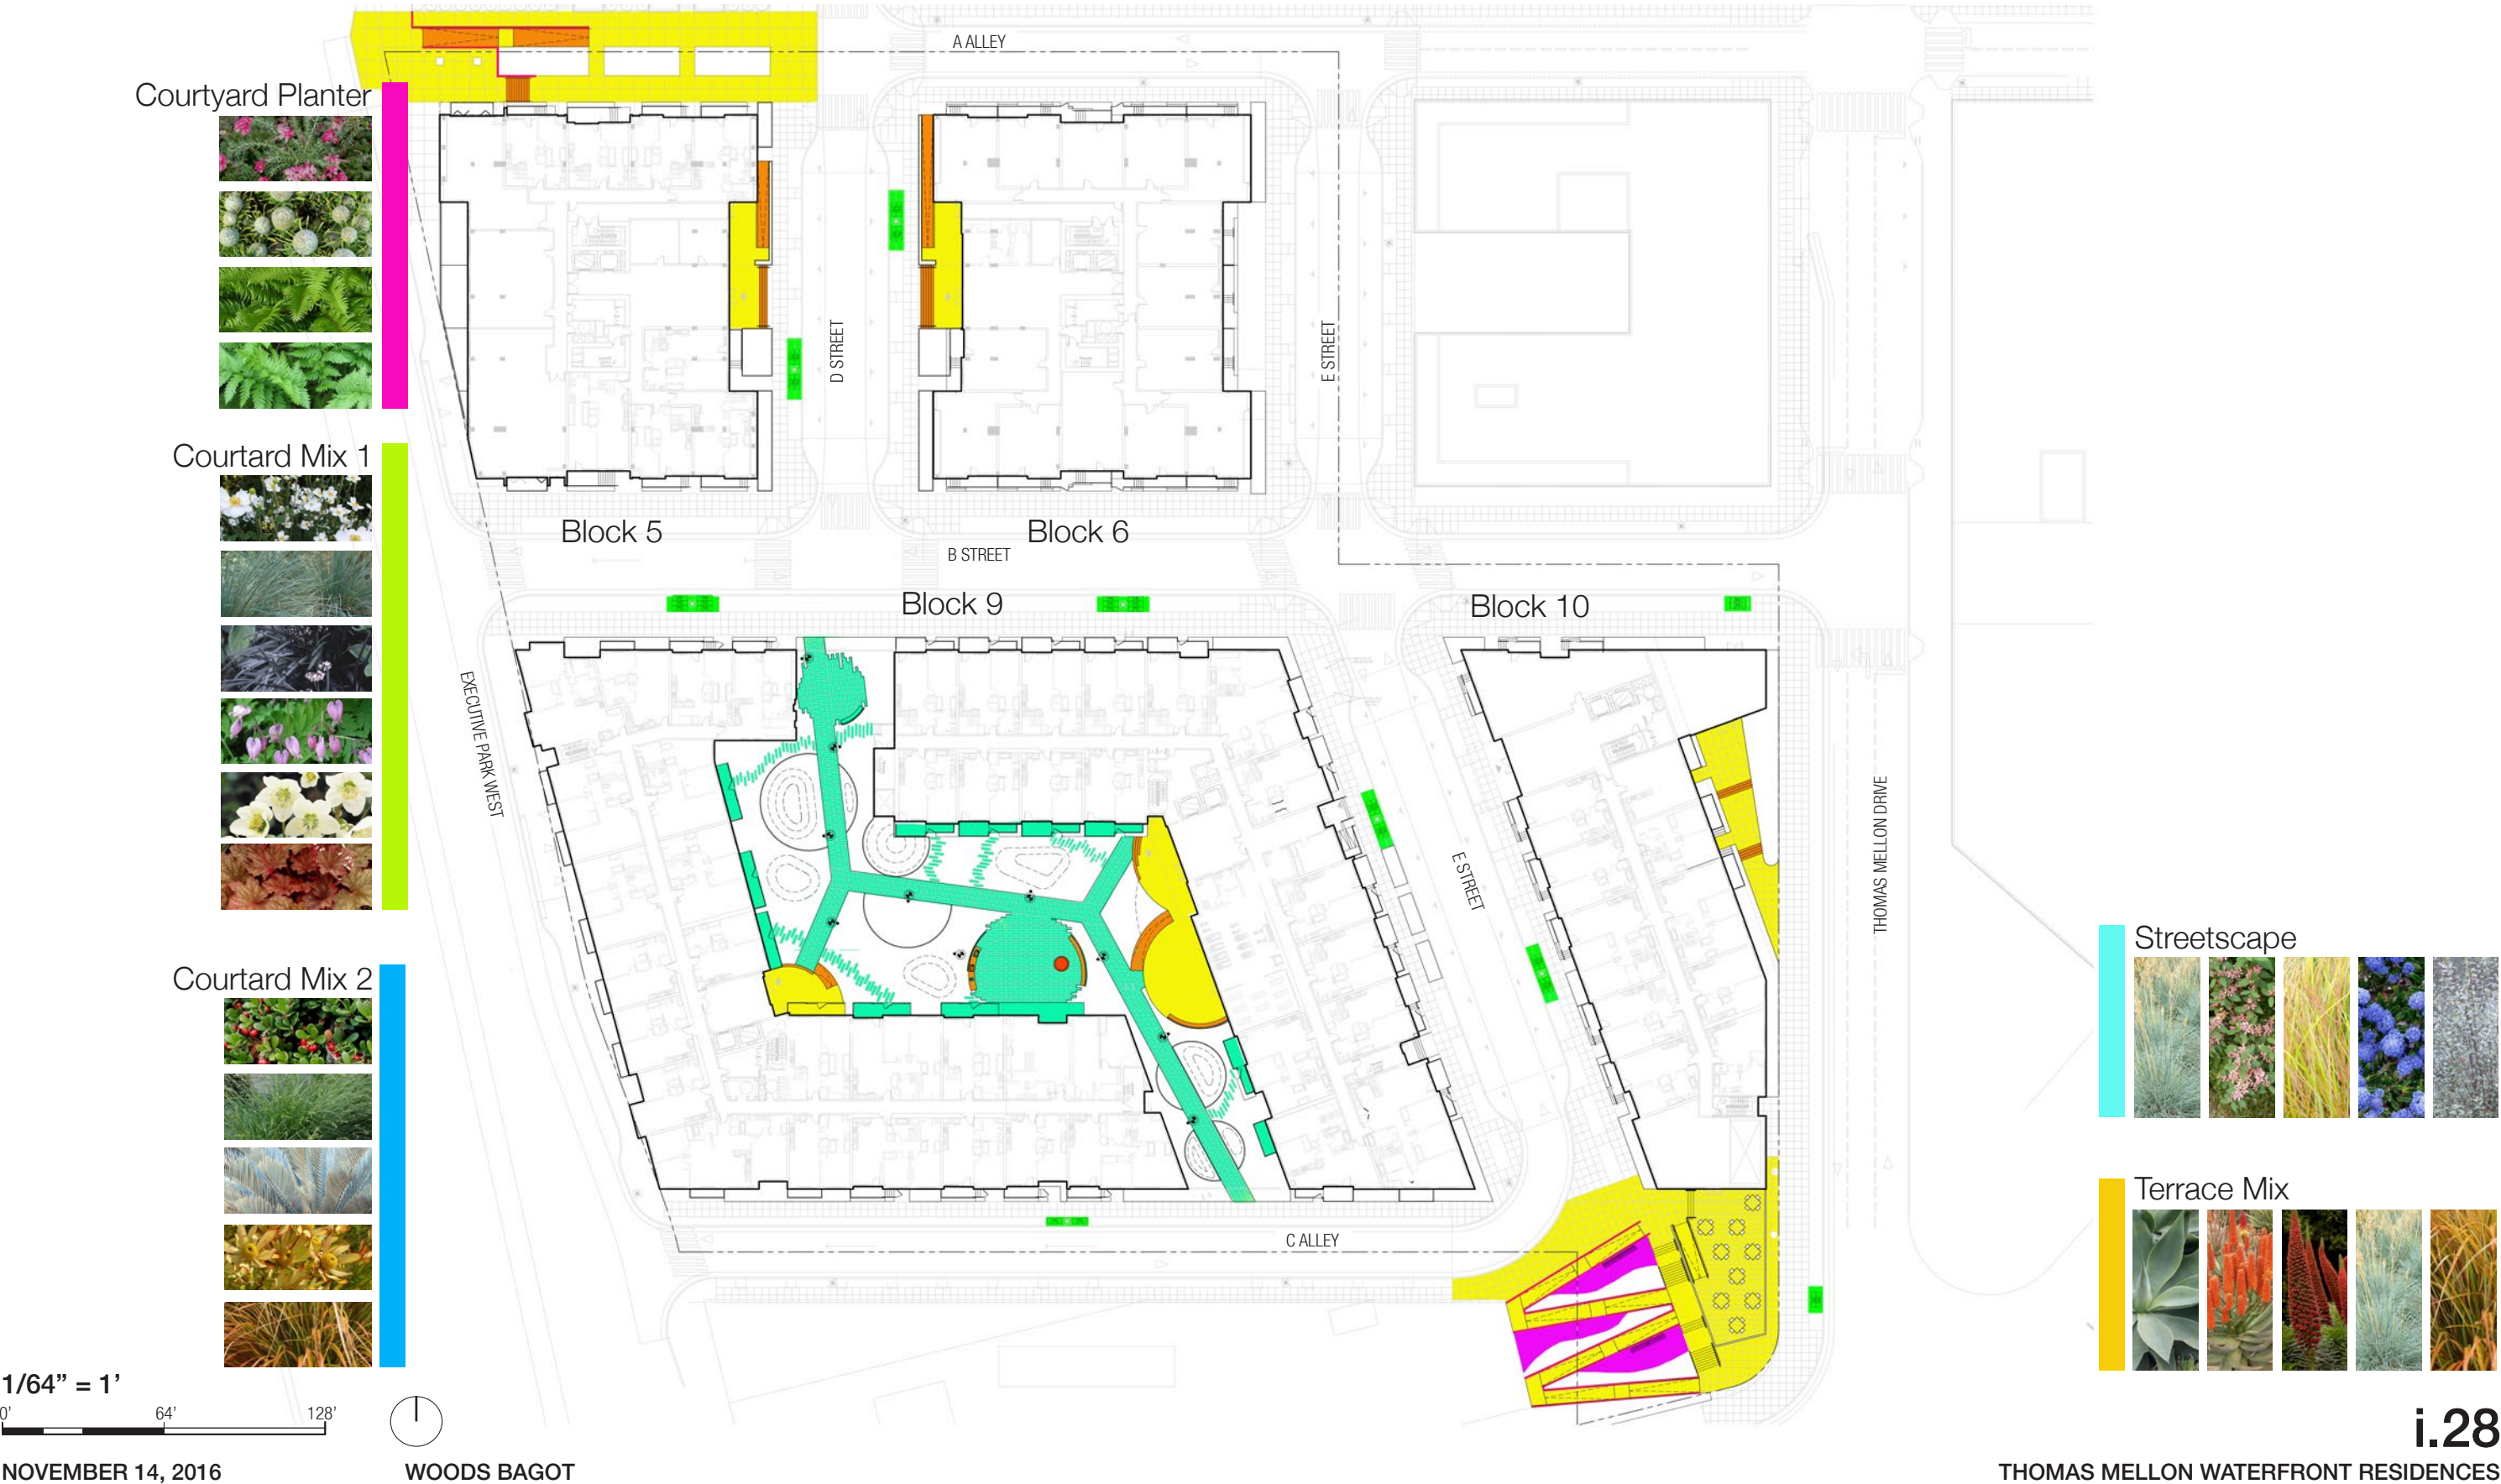 A ALLEY
Courtyard Planter
D STREET
E STREET
Courtard Mix 1
Block 5
Block 6
B STREET
Block 9
Block 10
EXECUTIVE PARK WEST
THOMAS MELLON DRIVE
E STREET
Streetscape
Courtard Mix 2
Terrace Mix
C ALLEY
1/64” = 1’
0' 64' 128'
i.28
NOVEMBER 14, 2016
WOODS BAGOT
THOMAS MELLON WATERFRONT RESIDENCES